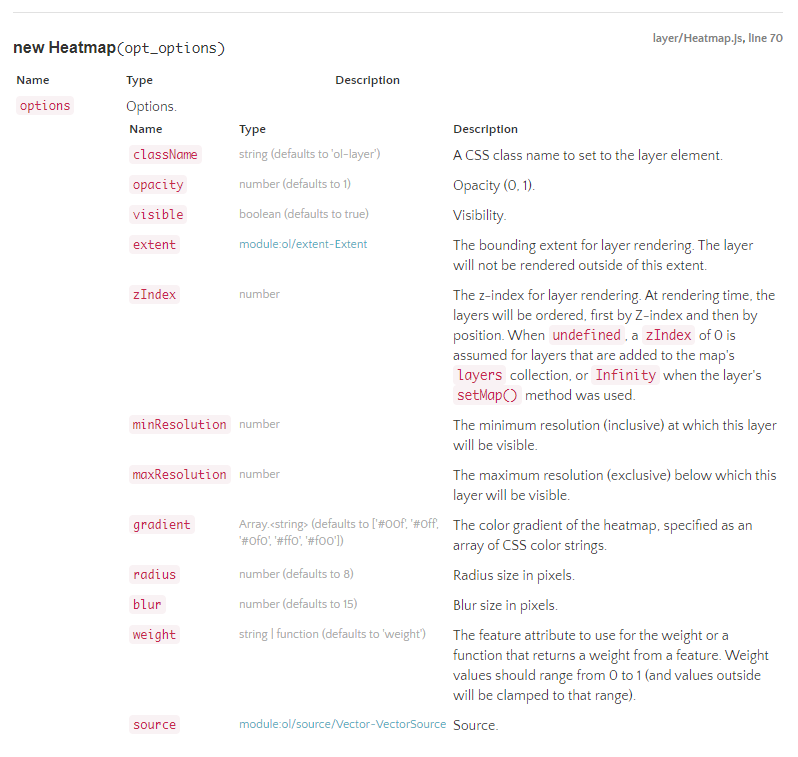 layer/Heatmap.js, line 70
new Heatmap(opt_options)
Name Type Description
options Options.
Name Type Description
className string (defaults to 'ol-layer') A CSS class name to set to the layer element.
opacity number (defaults to 1) Opacity (0, 1).
visible boolean (defaults to true) Visibility.
extent module:ol/extent-Extent The bounding extent for layer rendering. The layer
will not be rendered outside of this extent.
zIndex number The z-index for layer rendering. At rendering time, the
layers will be ordered, first by Z-index and then by
position. When undefined, a zIndex of 0 is
assumed for layers that are added to the map's
layers collection, or Infinity when the layer's
setMap() method was used.
minResolution number The minimum resolution (inclusive) at which this layer
will be visible.
maxResolution number The maximum resolution (exclusive) below which this
layer will be visible.
gradient Array.<string> (defaults to ['#00f', '#0ff', The color gradient of the heatmap, specified as an
'#0f0', '#ff0', '#f00']) array of CSS color strings.
radius number (defaults to 8) Radius size in pixels.
blur number (defaults to 15) Blur size in pixels.
weight string | function (defaults to 'weight') The feature attribute to use for the weight or a
function that returns a weight from a feature. Weight
values should range from 0 to 1 (and values outside
will be clamped to that range).
source module:ol/source/Vector-VectorSource Source.